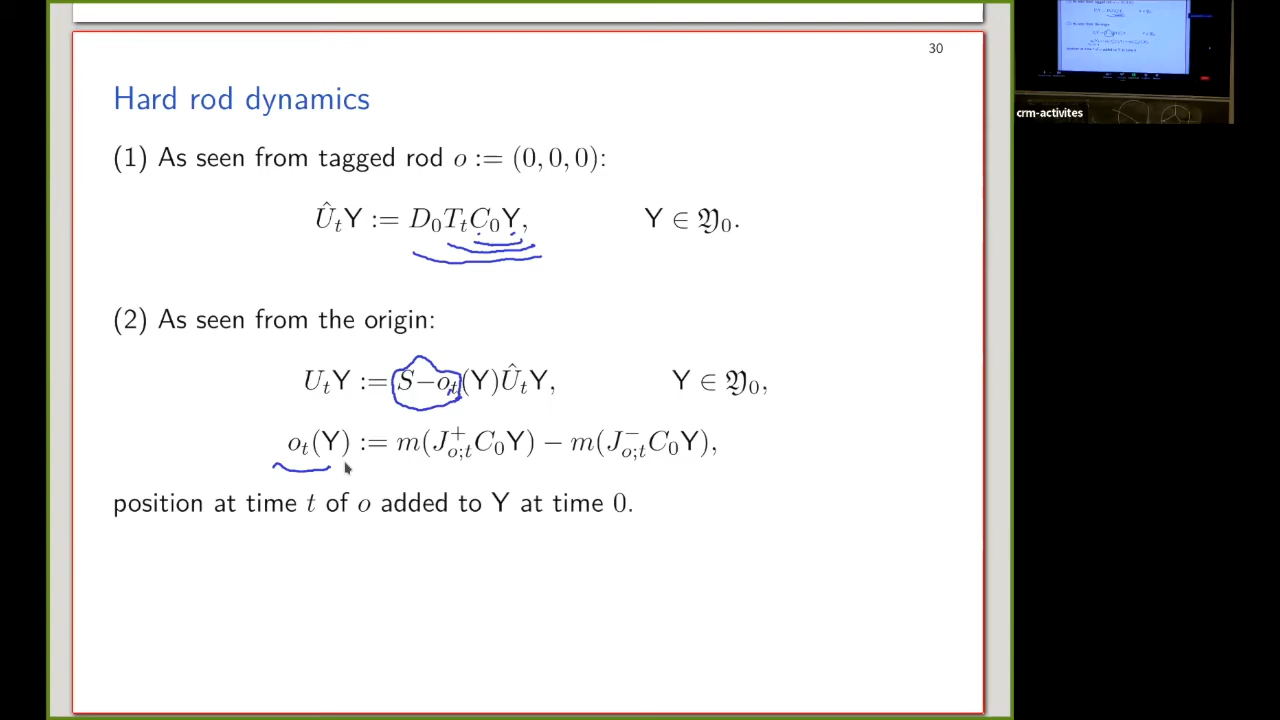 30
Hard rod dynamics
(1) As seen from tagged rod o := (0, 0, 0):
Û_tY := D_0T_tC_0Y, Y ∈ 𝔜_0.
(2) As seen from the origin:
U_tY := S−o_t(Y)Û_tY, Y ∈ 𝔜_0,
o_t(Y) := m(J^+_{o;t}C_0Y) − m(J^−_{o;t}C_0Y),
position at time t of o added to Y at time 0.
crm-activites